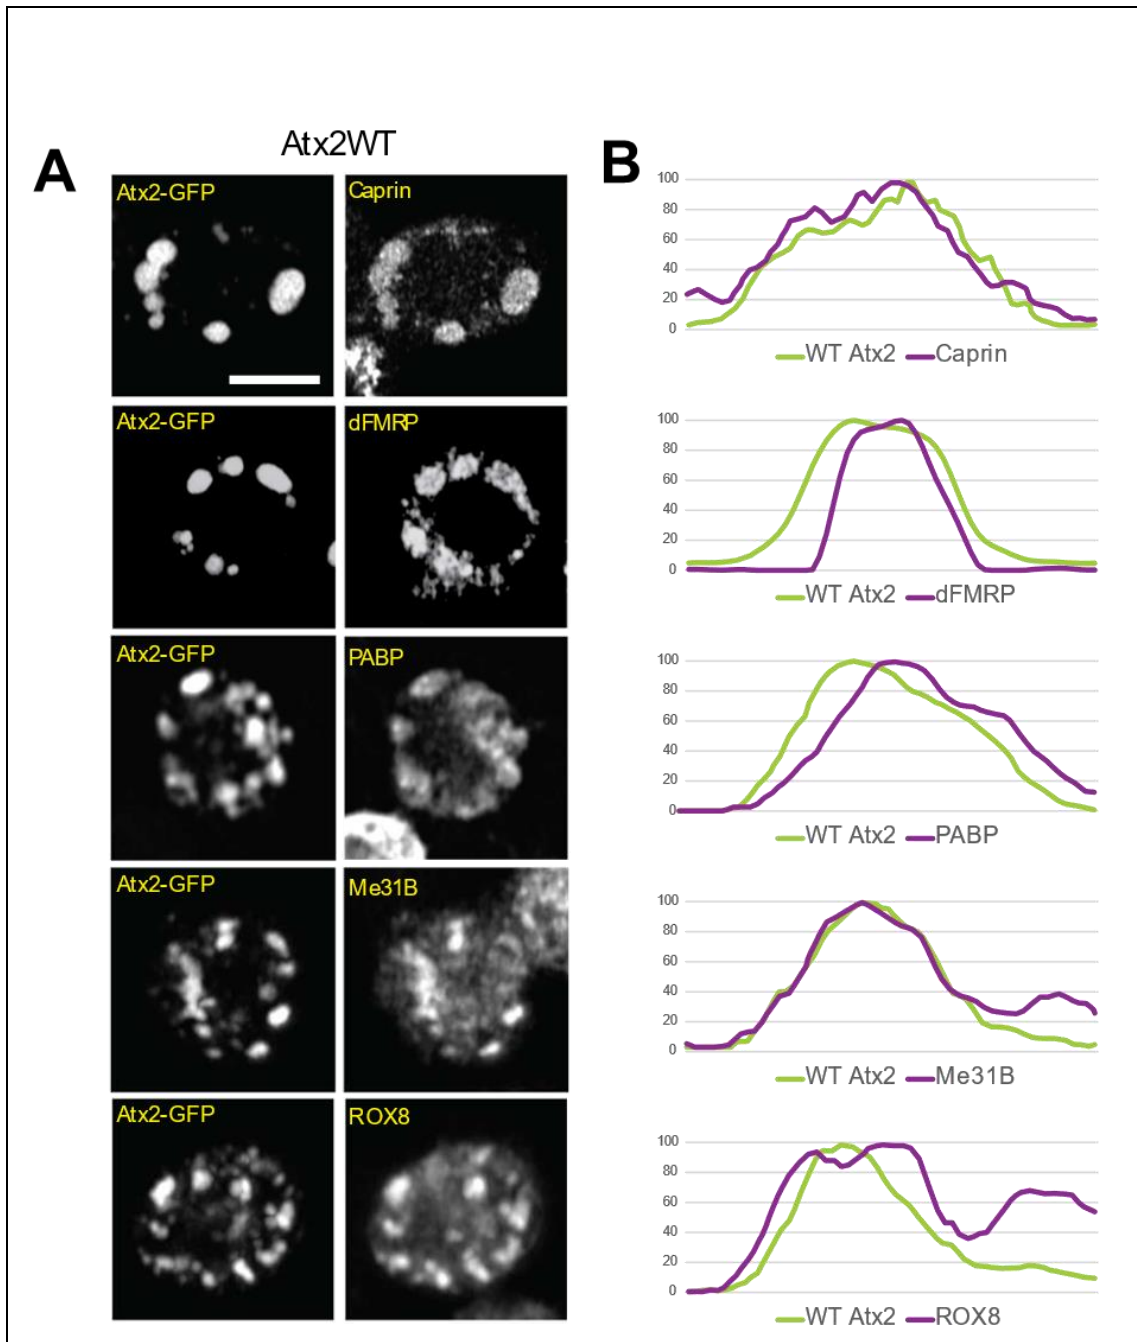 Atx2WT
A
B
Atx2-GFP
Caprin
100
80
60
40
20
0
WT Atx2
Caprin
Atx2-GFP
dFMRP
100
80
60
40
20
0
WT Atx2
dFMRP
Atx2-GFP
PABP
100
80
60
40
20
0
WT Atx2
PABP
Atx2-GFP
Me31B
100
80
60
40
20
0
WT Atx2
Me31B
Atx2-GFP
ROX8
100
80
60
40
20
0
WT Atx2
ROX8